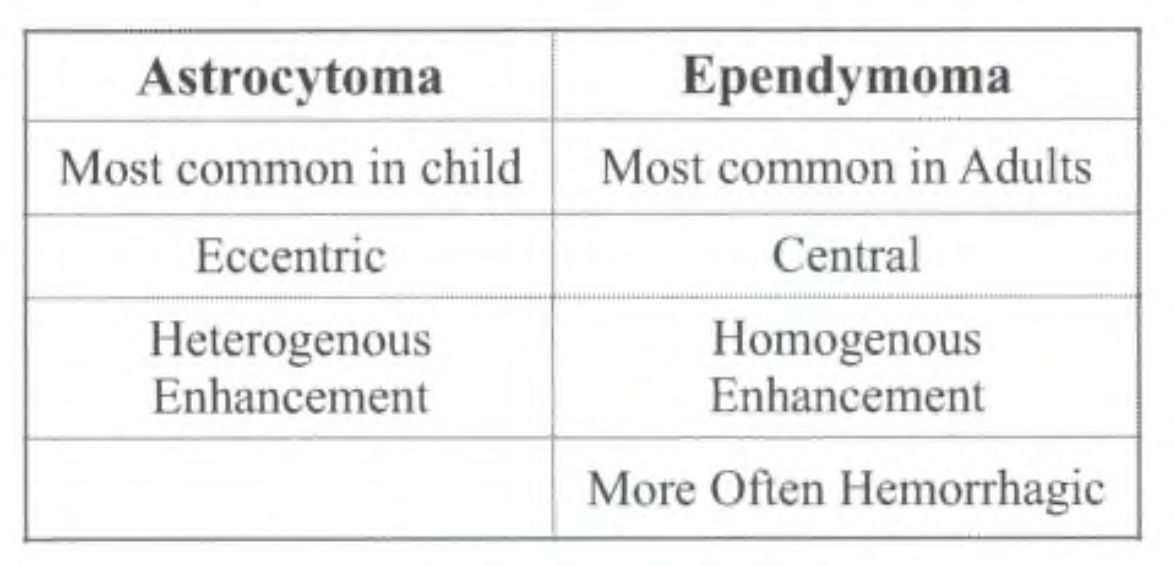 Astrocytoma
Ependymoma
Most common in child
Most common in Adults
Eccentric
Central
Heterogenous
Enhancement
Homogenous
Enhancement
More Often Hemorrhagic